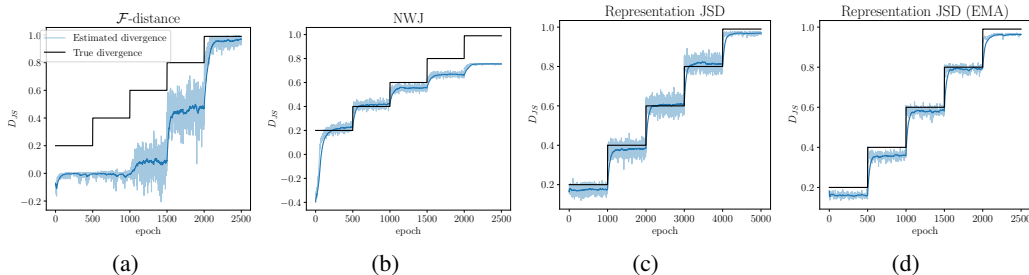 𝓕-distance
Estimated divergence
True divergence
D_JS
1.0
0.8
0.6
0.4
0.2
0.0
−0.2
0 500 1000 1500 2000 2500
epoch
(a)
NWJ
D_JS
1.0
0.8
0.6
0.4
0.2
0.0
−0.2
−0.4
0 500 1000 1500 2000 2500
epoch
(b)
Representation JSD
D_JS
1.0
0.8
0.6
0.4
0.2
0 1000 2000 3000 4000 5000
epoch
(c)
Representation JSD (EMA)
D_JS
1.0
0.8
0.6
0.4
0.2
0 500 1000 1500 2000 2500
epoch
(d)